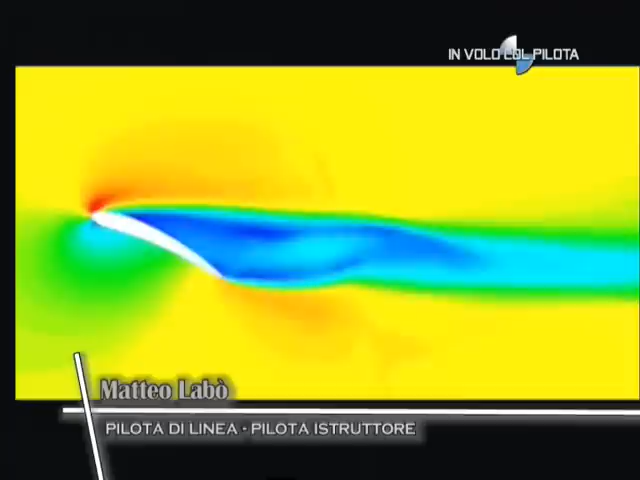 IN VOLO COL PILOTA
Matteo Labò
PILOTA DI LINEA - PILOTA ISTRUTTORE